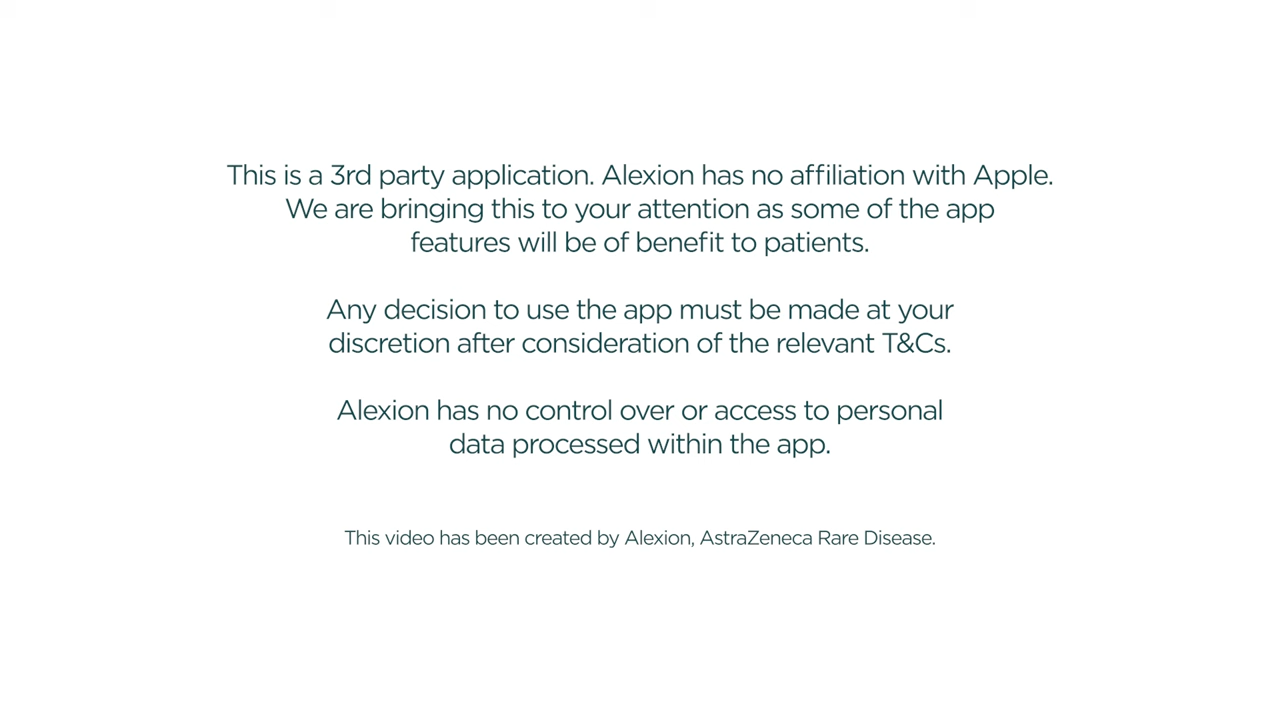 This is a 3rd party application. Alexion has no affiliation with Apple.
We are bringing this to your attention as some of the app
features will be of benefit to patients.
Any decision to use the app must be made at your
discretion after consideration of the relevant T&Cs.
Alexion has no control over or access to personal
data processed within the app.
This video has been created by Alexion, AstraZeneca Rare Disease.